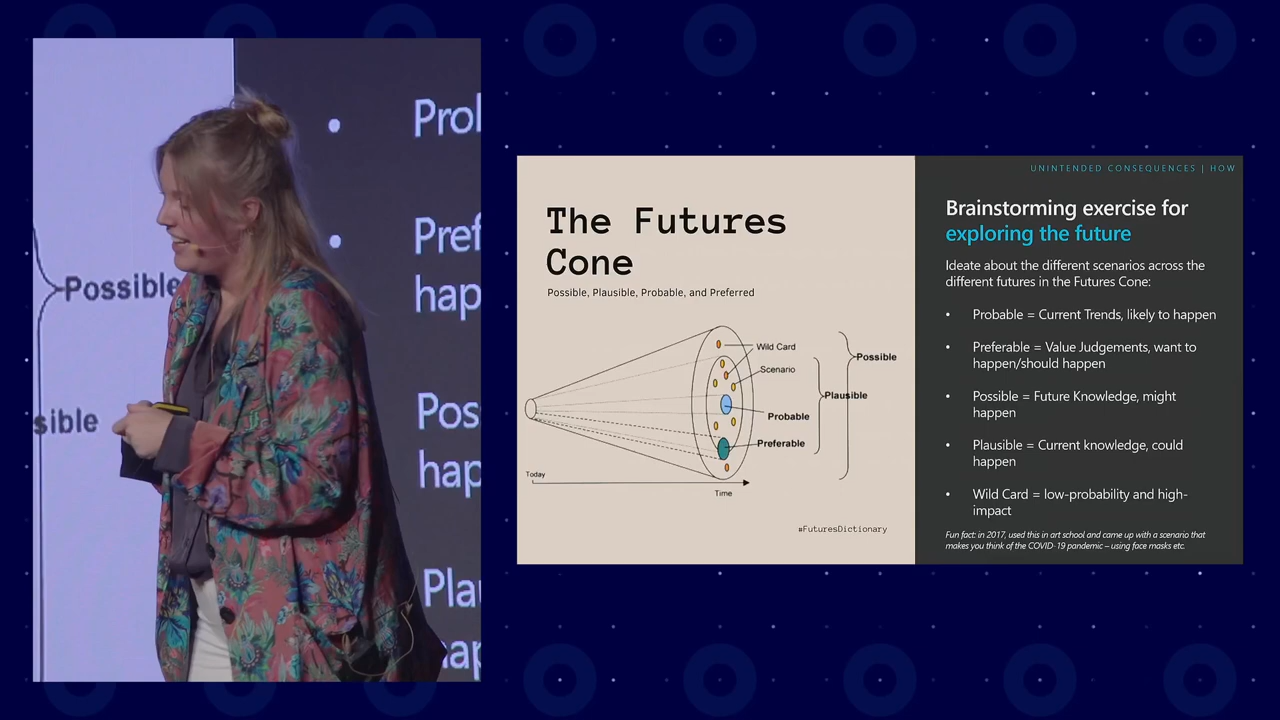 Prol
Pref
hap
Possible
Pos
sible
hap
Plau
hap
The Futures
Cone
Possible, Plausible, Probable, and Preferred
Wild Card
Scenario
Possible
Plausible
Probable
Preferable
Today
Time
#FuturesDictionary
UNINTENDED CONSEQUENCES | HOW
Brainstorming exercise for
exploring the future
Ideate about the different scenarios across the
different futures in the Futures Cone:
• Probable = Current Trends, likely to happen
• Preferable = Value Judgements, want to
happen/should happen
• Possible = Future Knowledge, might
happen
• Plausible = Current knowledge, could
happen
• Wild Card = low-probability and high-
impact
Fun fact: in 2017, used this in art school and came up with a scenario that
makes you think of the COVID-19 pandemic – using face masks etc.